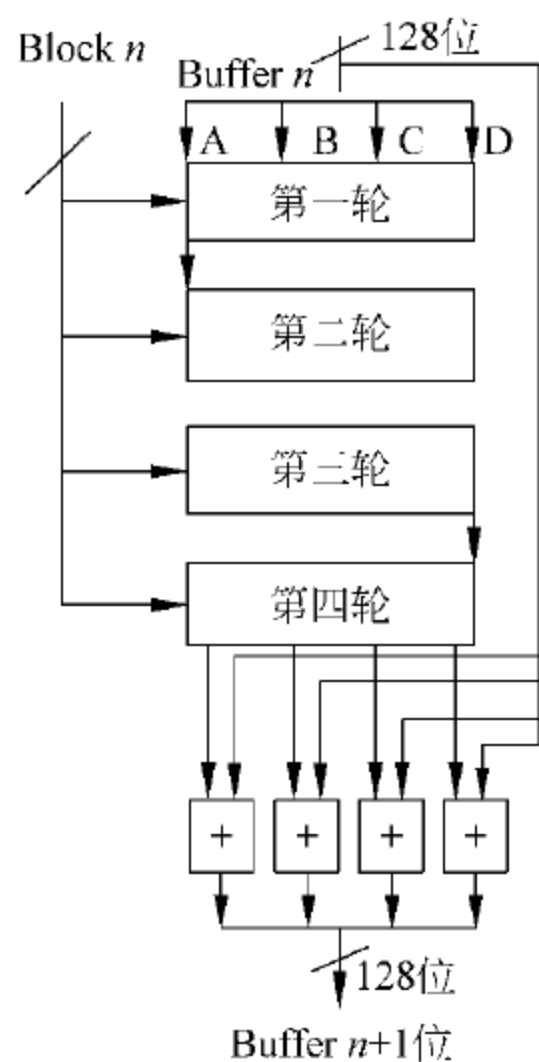 Block n
128位
Buffer n
A B C D
第一轮
第二轮
第三轮
第四轮
+ + + +
128位
Buffer n+1位